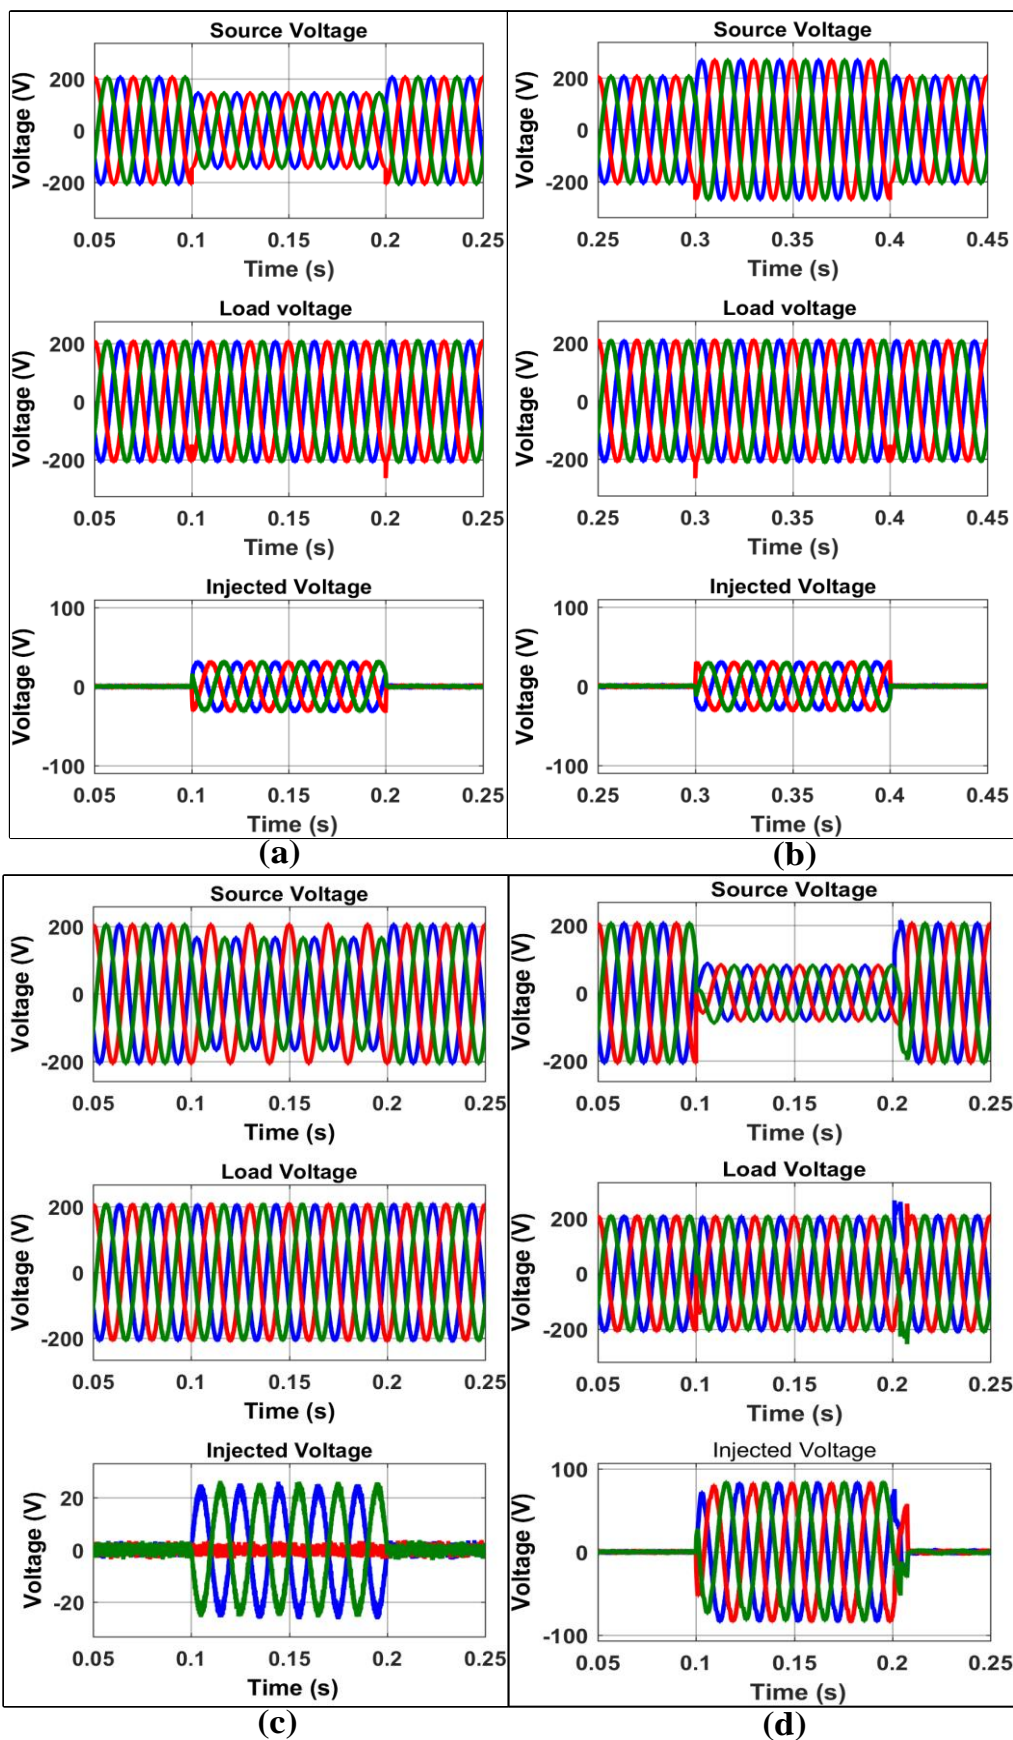 Source Voltage
Voltage (V)
200
0
-200
0.05 0.1 0.15 0.2 0.25
Time (s)
Load voltage
Voltage (V)
200
0
-200
0.05 0.1 0.15 0.2 0.25
Time (s)
Injected Voltage
Voltage (V)
100
0
-100
0.05 0.1 0.15 0.2 0.25
Time (s)
(a)
Source Voltage
Voltage (V)
200
0
-200
0.25 0.3 0.35 0.4 0.45
Time (s)
Load voltage
Voltage (V)
200
0
-200
0.25 0.3 0.35 0.4 0.45
Time (s)
Injected Voltage
Voltage (V)
100
0
-100
0.25 0.3 0.35 0.4 0.45
Time (s)
(b)
Source Voltage
Voltage (V)
200
0
-200
0.05 0.1 0.15 0.2 0.25
Time (s)
Load Voltage
Voltage (V)
200
0
-200
0.05 0.1 0.15 0.2 0.25
Time (s)
Injected Voltage
Voltage (V)
20
0
-20
0.05 0.1 0.15 0.2 0.25
Time (s)
(c)
Source Voltage
Voltage (V)
200
0
-200
0.05 0.1 0.15 0.2 0.25
Time (s)
Load Voltage
Voltage (V)
200
0
-200
0.05 0.1 0.15 0.2 0.25
Time (s)
Injected Voltage
Voltage (V)
100
0
-100
0.05 0.1 0.15 0.2 0.25
Time (s)
(d)